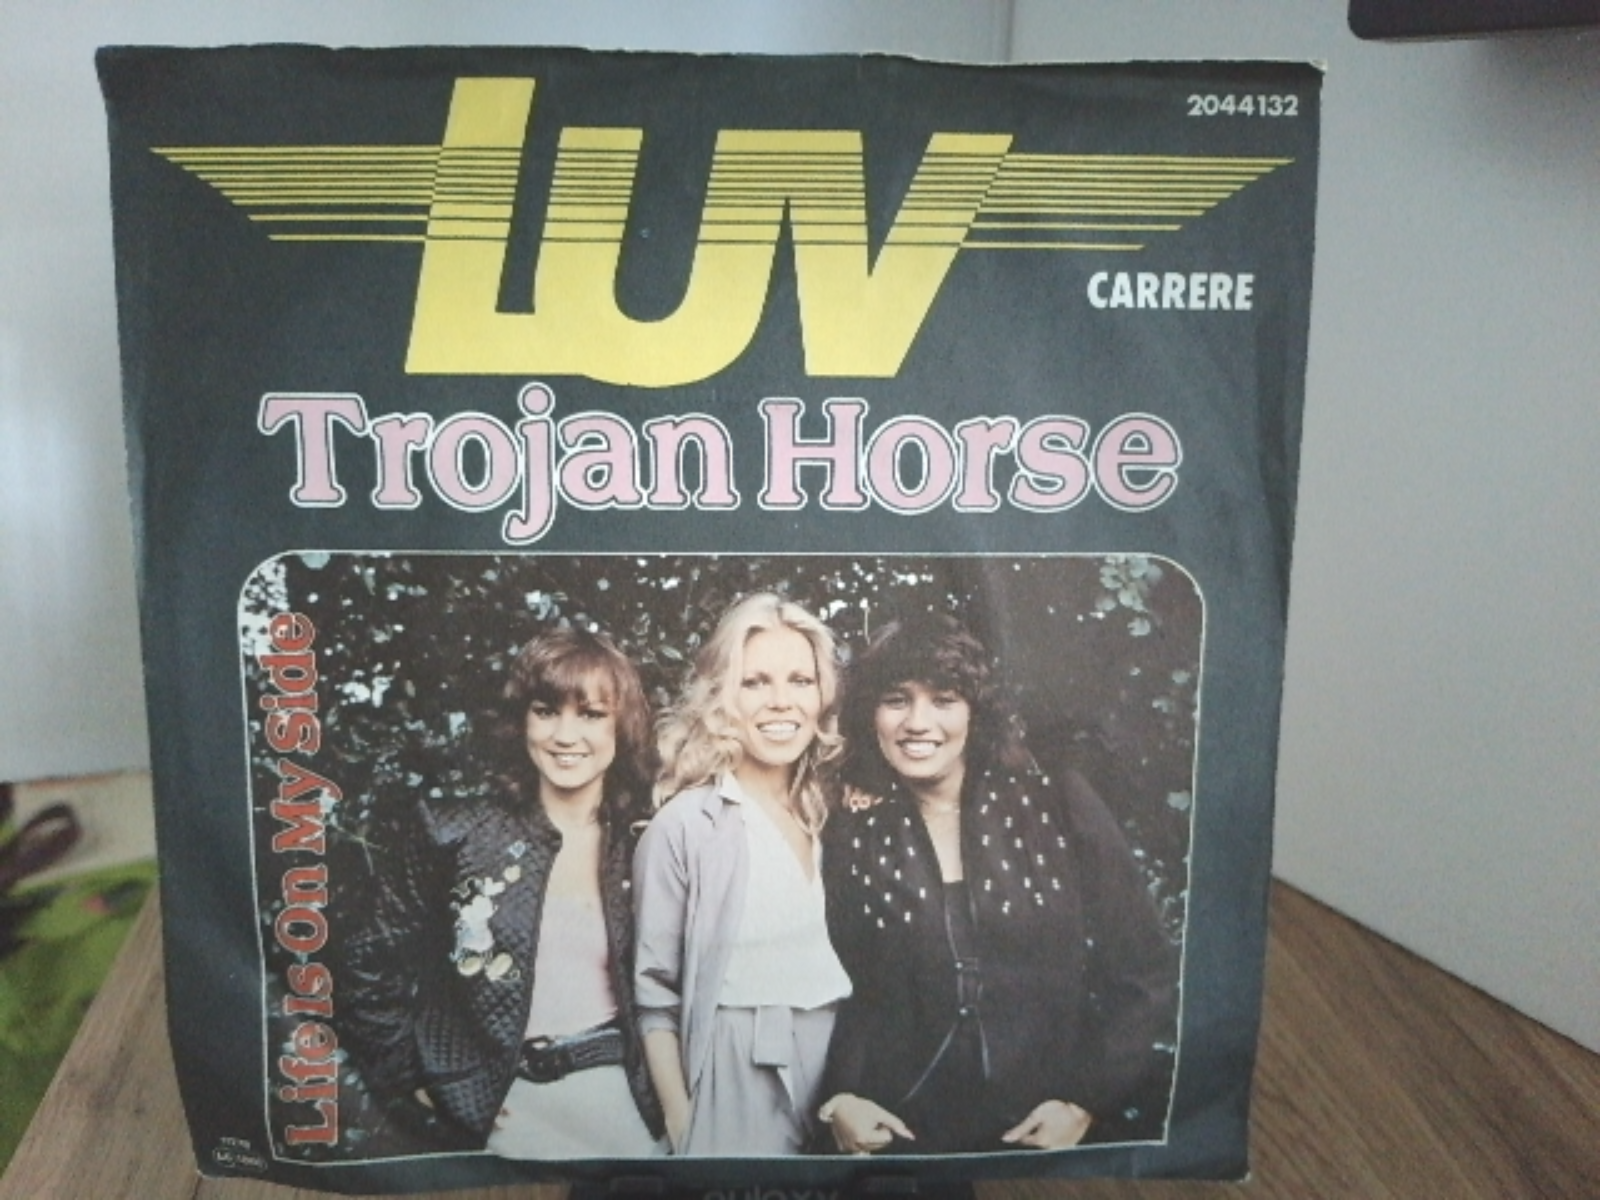 2044132
LUV
CARRERE
Trojan Horse
Life Is On My Side